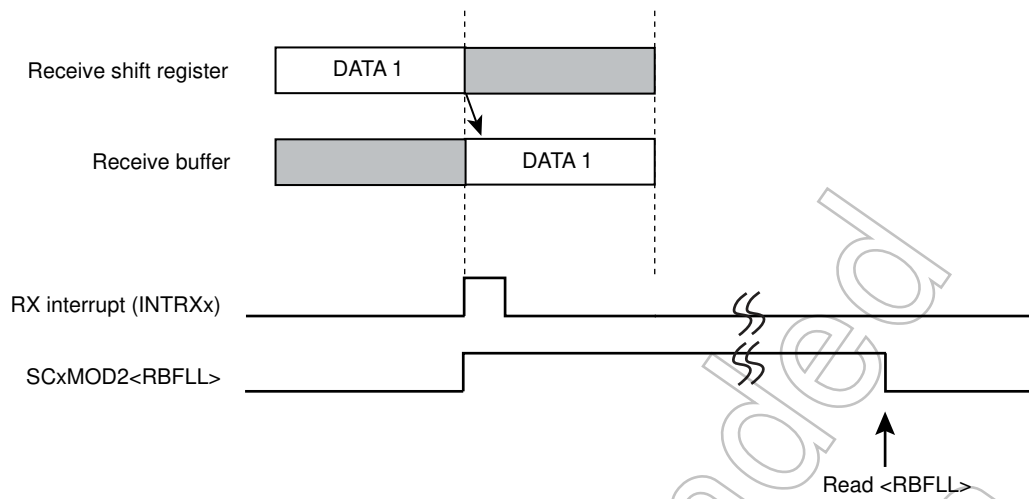 Receive shift register
DATA 1
Receive buffer
DATA 1
RX interrupt (INTRXx)
SCxMOD2<RBFLL>
Read <RBFLL>